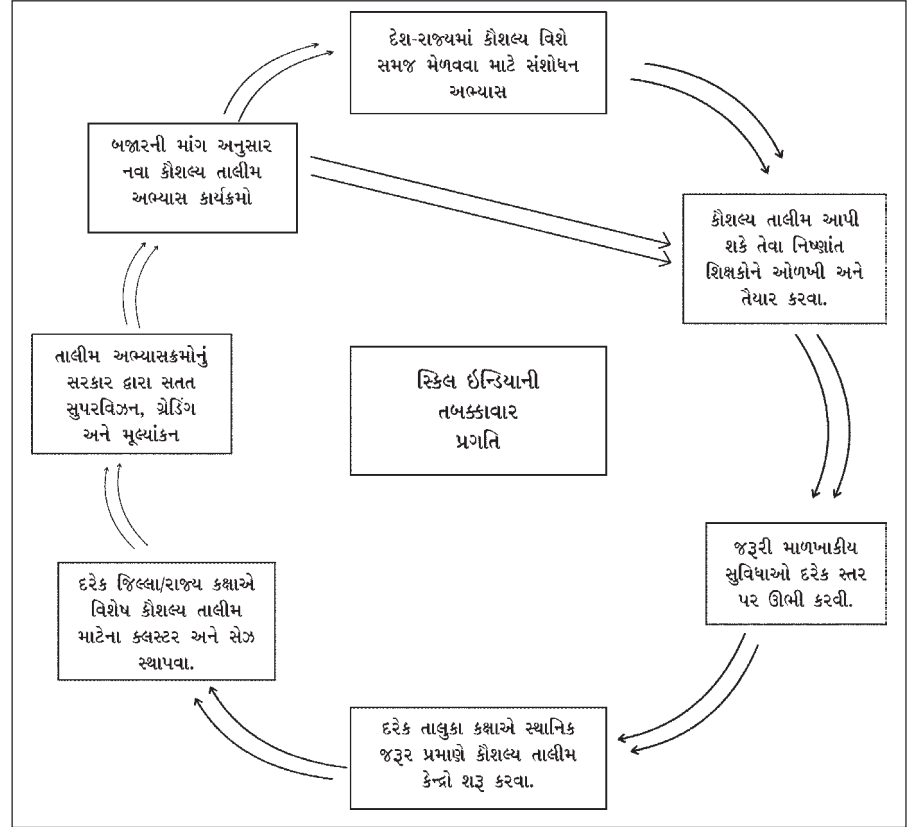 દેશ-રાજ્યમાં કૌશલ્ય વિશે
સમજ મેળવવા માટે સંશોધન
અભ્યાસ
બજારની માંગ અનુસાર
નવા કૌશલ્ય તાલીમ
અભ્યાસ કાર્યક્રમો
કૌશલ્ય તાલીમ આપી
શકે તેવા નિષ્ણાંત
શિક્ષકોને ઓળખી અને
તૈયાર કરવા.
તાલીમ અભ્યાસક્રમોનું
સરકાર દ્વારા સતત
સુપરવિઝન, ગ્રેડિંગ
અને મૂલ્યાંકન
સ્કિલ ઇન્ડિયાની
તબક્કાવાર
પ્રગતિ
જરૂરી માળખાકીય
સુવિધાઓ દરેક સ્તર
પર ઊભી કરવી.
દરેક જિલ્લા/રાજ્ય કક્ષાએ
વિશેષ કૌશલ્ય તાલીમ
માટેના ક્લસ્ટર અને સેઝ
સ્થાપવા.
દરેક તાલુકા કક્ષાએ સ્થાનિક
જરૂર પ્રમાણે કૌશલ્ય તાલીમ
કેન્દ્રો શરૂ કરવા.